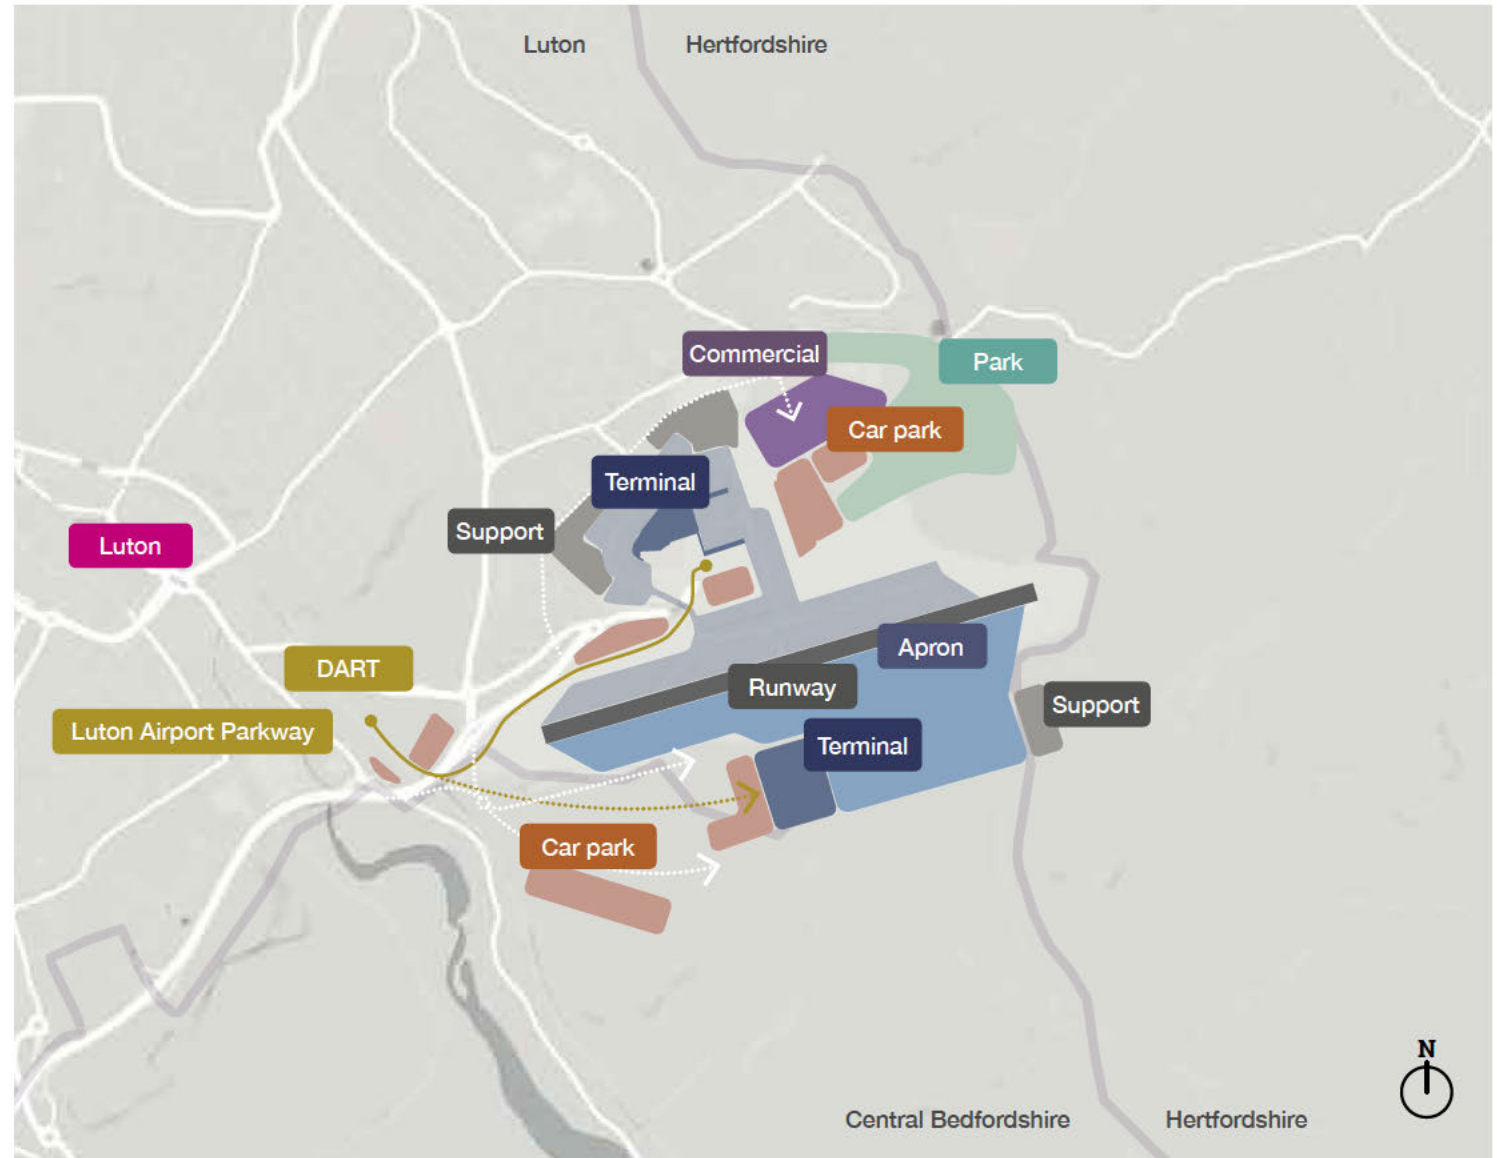 Luton
Hertfordshire
Commercial
Park
Car park
Terminal
Support
Luton
Apron
DART
Runway
Support
Luton Airport Parkway
Terminal
Car park
N
Central Bedfordshire
Hertfordshire